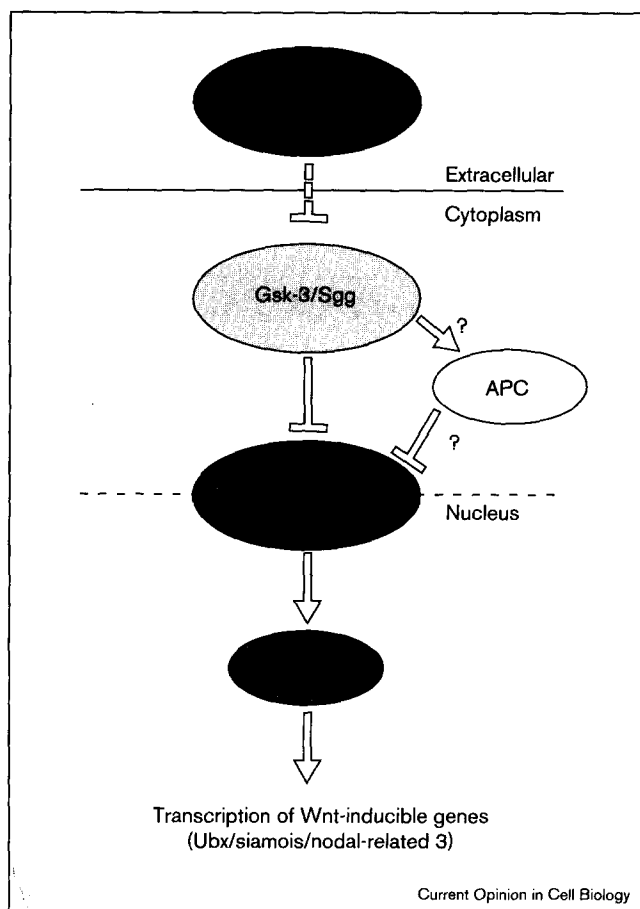 Extracellular
Cytoplasm
Gsk-3/Sgg
?
APC
?
Nucleus
Transcription of Wnt-inducible genes
(Ubx/siamois/nodal-related 3)
Current Opinion in Cell Biology